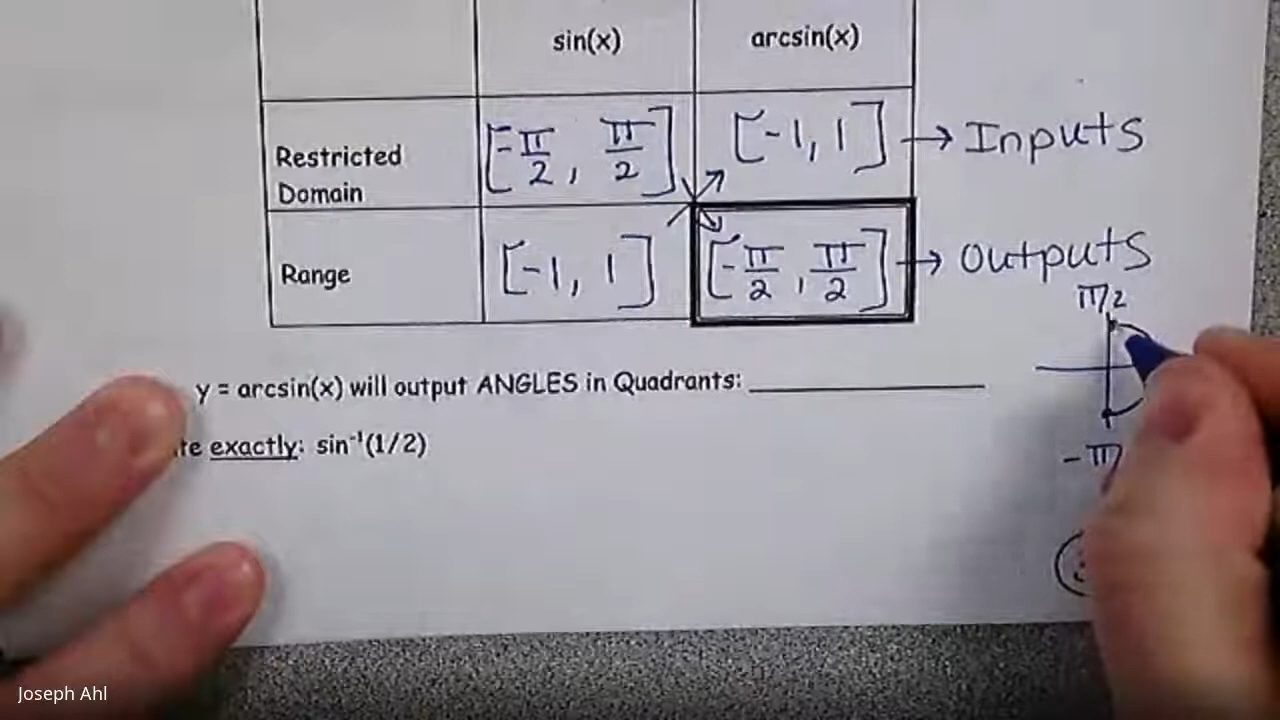 sin(x) arcsin(x)
Restricted Domain [-π/2, π/2] [-1, 1] → Inputs
Range [-1, 1] [-π/2, π/2] → outputs
π/2
y = arcsin(x) will output ANGLES in Quadrants:
exactly: sin⁻¹(1/2)
-π/
Joseph Ahl